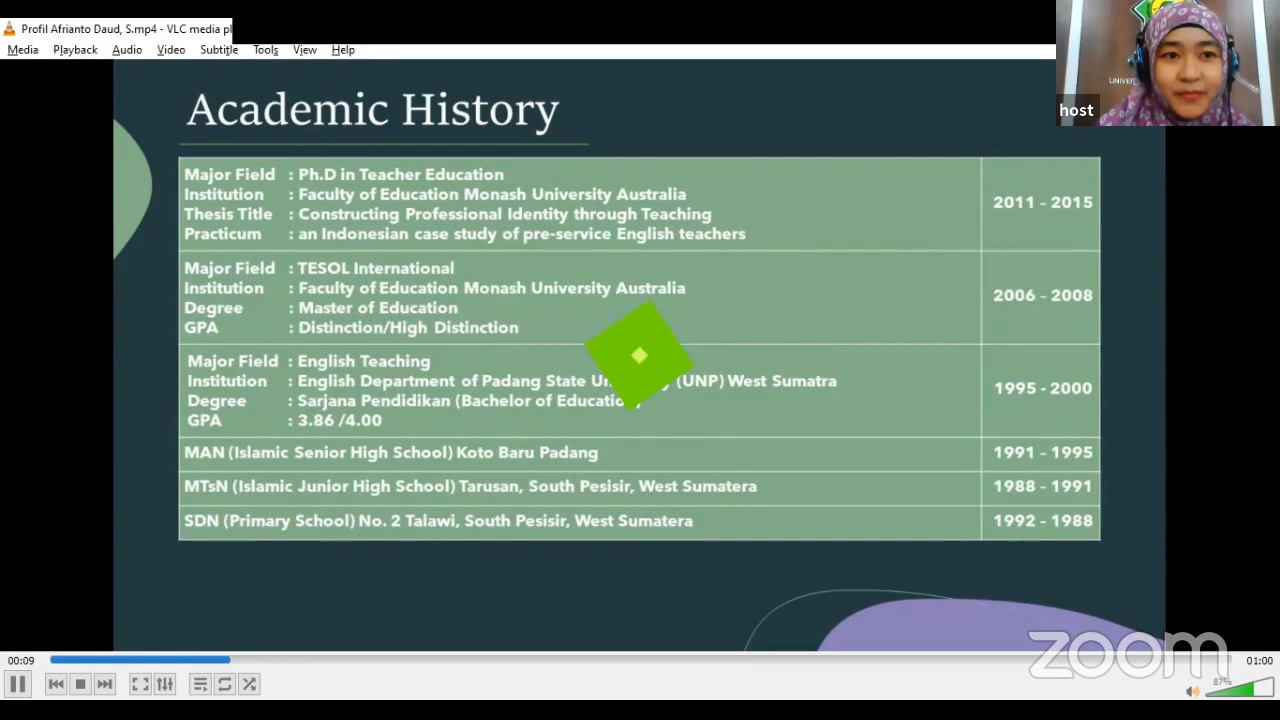 Profil Afrianto Daud, S.mp4 - VLC media pl
Media Playback Audio Video Subtitle Tools View Help
UNIVER
host
Academic History
Major Field : Ph.D in Teacher Education
Institution : Faculty of Education Monash University Australia
Thesis Title : Constructing Professional Identity through Teaching
Practicum : an Indonesian case study of pre-service English teachers
2011 - 2015
Major Field : TESOL International
Institution : Faculty of Education Monash University Australia
Degree : Master of Education
GPA : Distinction/High Distinction
2006 - 2008
Major Field : English Teaching
Institution : English Department of Padang State (UNP) West Sumatra
Degree : Sarjana Pendidikan (Bachelor of Education)
GPA : 3.86 /4.00
1995 - 2000
MAN (Islamic Senior High School) Koto Baru Padang 1991 - 1995
MTsN (Islamic Junior High School) Tarusan, South Pesisir, West Sumatera 1988 - 1991
SDN (Primary School) No. 2 Talawi, South Pesisir, West Sumatera 1992 - 1988
zoom
00:09
01:00
87%